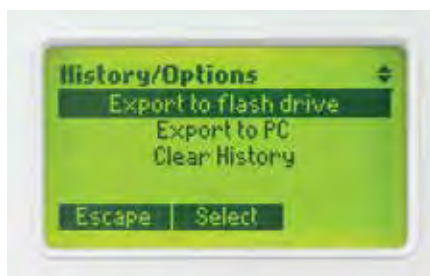 History/Options
Export to flash drive
Export to PC
Clear History
Escape Select